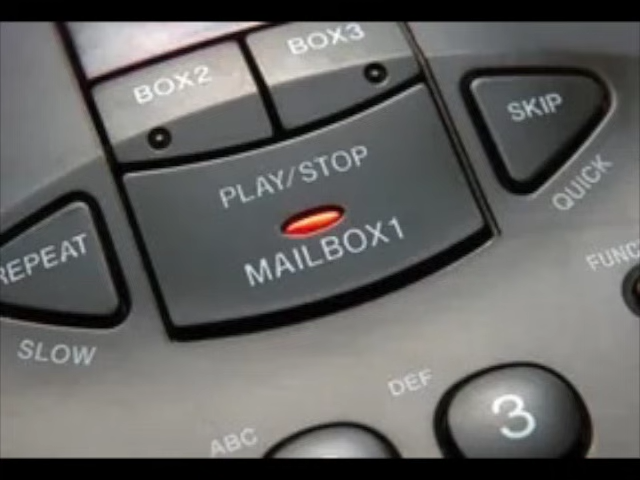 BOX2
BOX3
PLAY/STOP
MAILBOX1
SKIP
QUICK
REPEAT
SLOW
FUNC
DEF
3
ABC